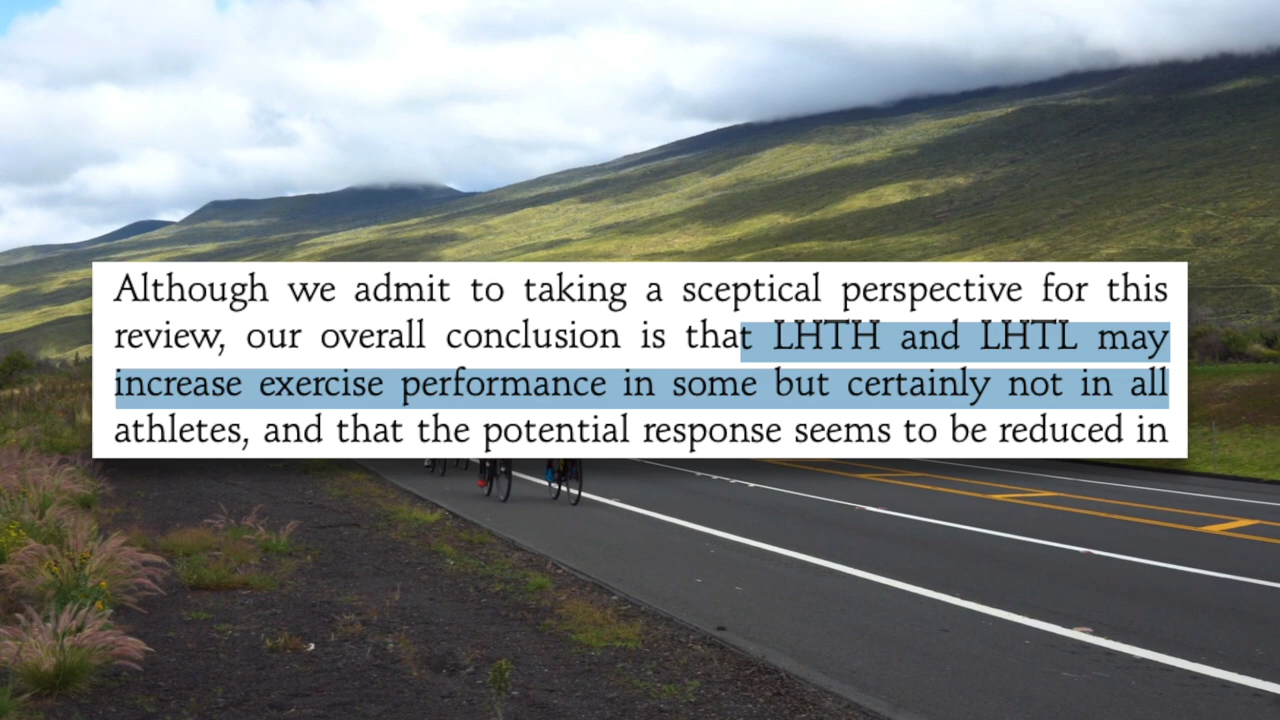 Although we admit to taking a sceptical perspective for this
review, our overall conclusion is that LHTH and LHTL may
increase exercise performance in some but certainly not in all
athletes, and that the potential response seems to be reduced in